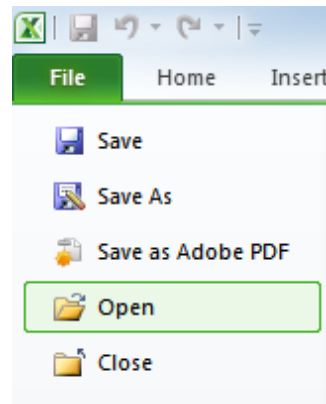 File Home Insert
Save
Save As
Save as Adobe PDF
Open
Close